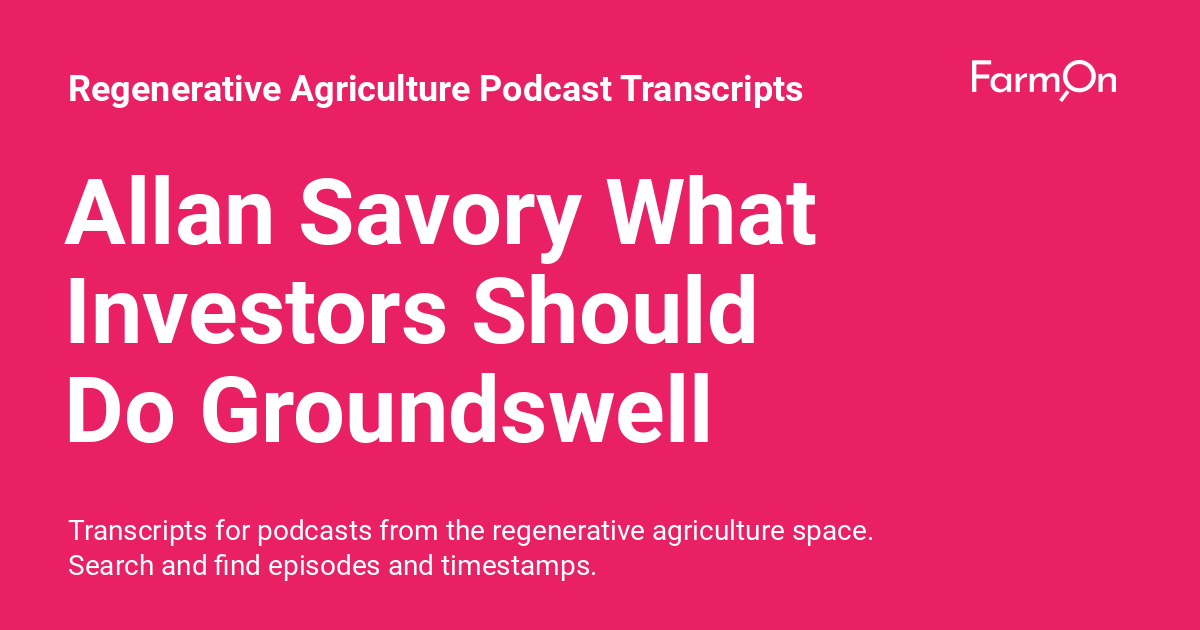 Regenerative Agriculture Podcast Transcripts
FarmOn
Allan Savory What
Investors Should
Do Groundswell
Transcripts for podcasts from the regenerative agriculture space.
Search and find episodes and timestamps.